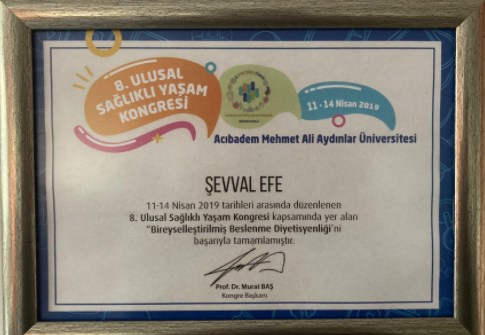 8. ULUSAL
SAĞLIKLI YAŞAM
KONGRESİ
11-14 Nisan 2019
Acıbadem Mehmet Ali Aydınlar Üniversitesi
ŞEVVAL EFE
11-14 Nisan 2019 tarihleri arasında düzenlenen
8. Ulusal Sağlıklı Yaşam Kongresi kapsamında yer alan
"Bireyselleştirilmiş Beslenme Diyetisyenliği'ni
başarıyla tamamlamıştır.
Prof. Dr. Murat BAŞ
Kongre Başkanı